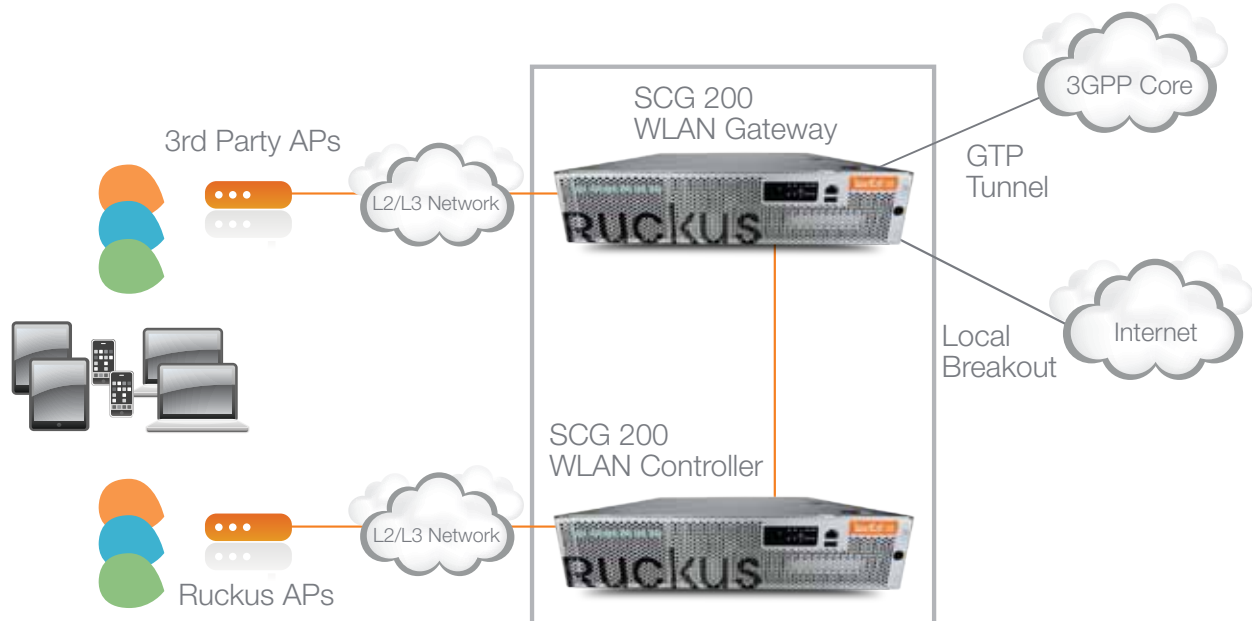 3rd Party APs
L2/L3 Network
SCG 200
WLAN Gateway
RUCKUS
3GPP Core
GTP
Tunnel
Internet
Local
Breakout
SCG 200
WLAN Controller
RUCKUS
L2/L3 Network
Ruckus APs